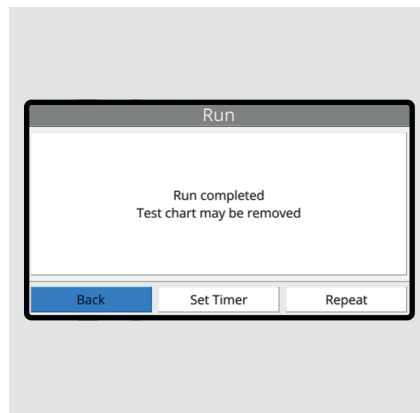 Run
Run completed
Test chart may be removed
Back
Set Timer
Repeat